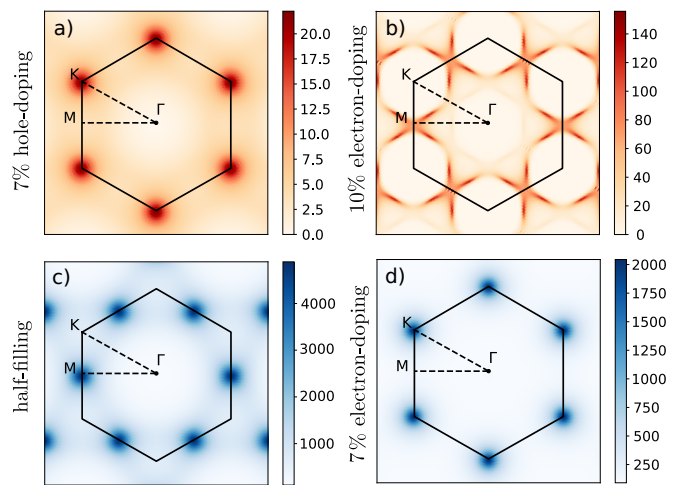 7% hole-doping
a)
K
M
Γ
22.5
20.0
17.5
15.0
12.5
10.0
7.5
5.0
2.5
0.0
10% electron-doping
b)
K
M
Γ
140
120
100
80
60
40
20
0
half-filling
c)
K
M
Γ
4000
3000
2000
1000
7% electron-doping
d)
K
M
Γ
2000
1750
1500
1250
1000
750
500
250